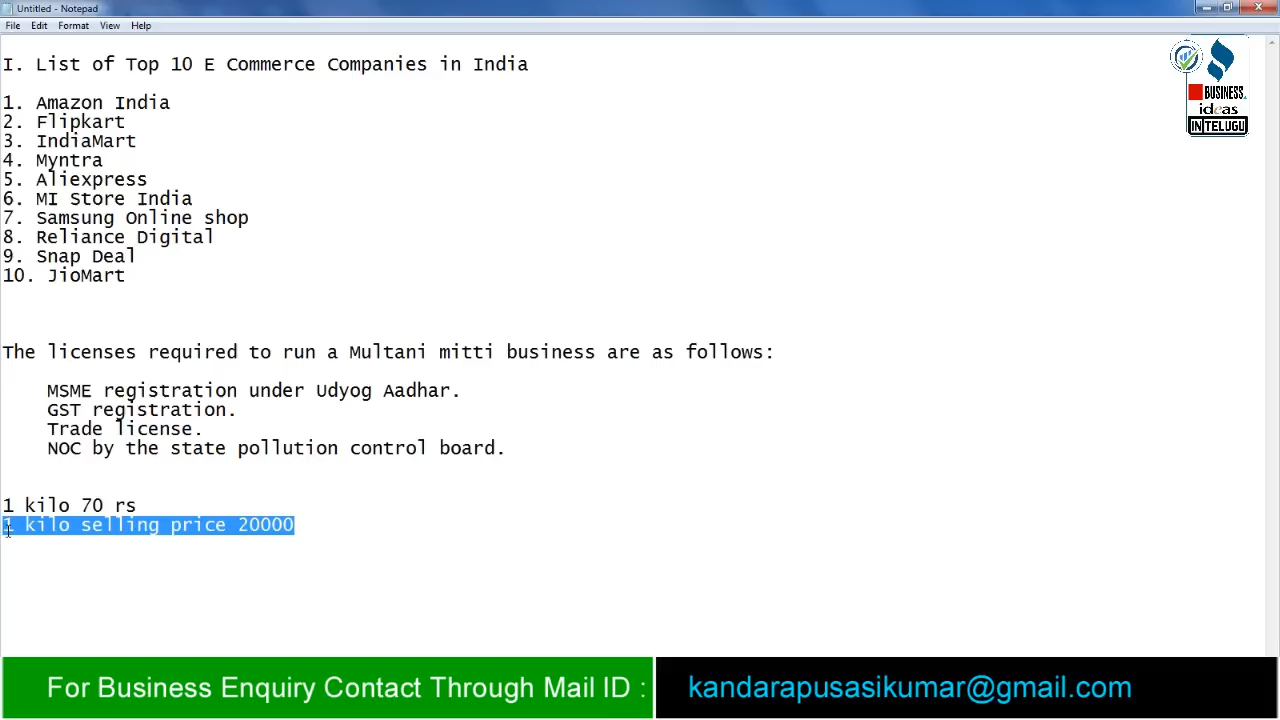 Untitled - Notepad
File Edit Format View Help
I. List of Top 10 E Commerce Companies in India
1. Amazon India
2. Flipkart
3. IndiaMart
4. Myntra
5. Aliexpress
6. MI Store India
7. Samsung Online shop
8. Reliance Digital
9. Snap Deal
10. JioMart
BUSINESS
ideas
IN TELUGU
The licenses required to run a Multani mitti business are as follows:
MSME registration under Udyog Aadhar.
GST registration.
Trade license.
NOC by the state pollution control board.
1 kilo 70 rs
1 kilo selling price 20000
For Business Enquiry Contact Through Mail ID : kandarapusasikumar@gmail.com